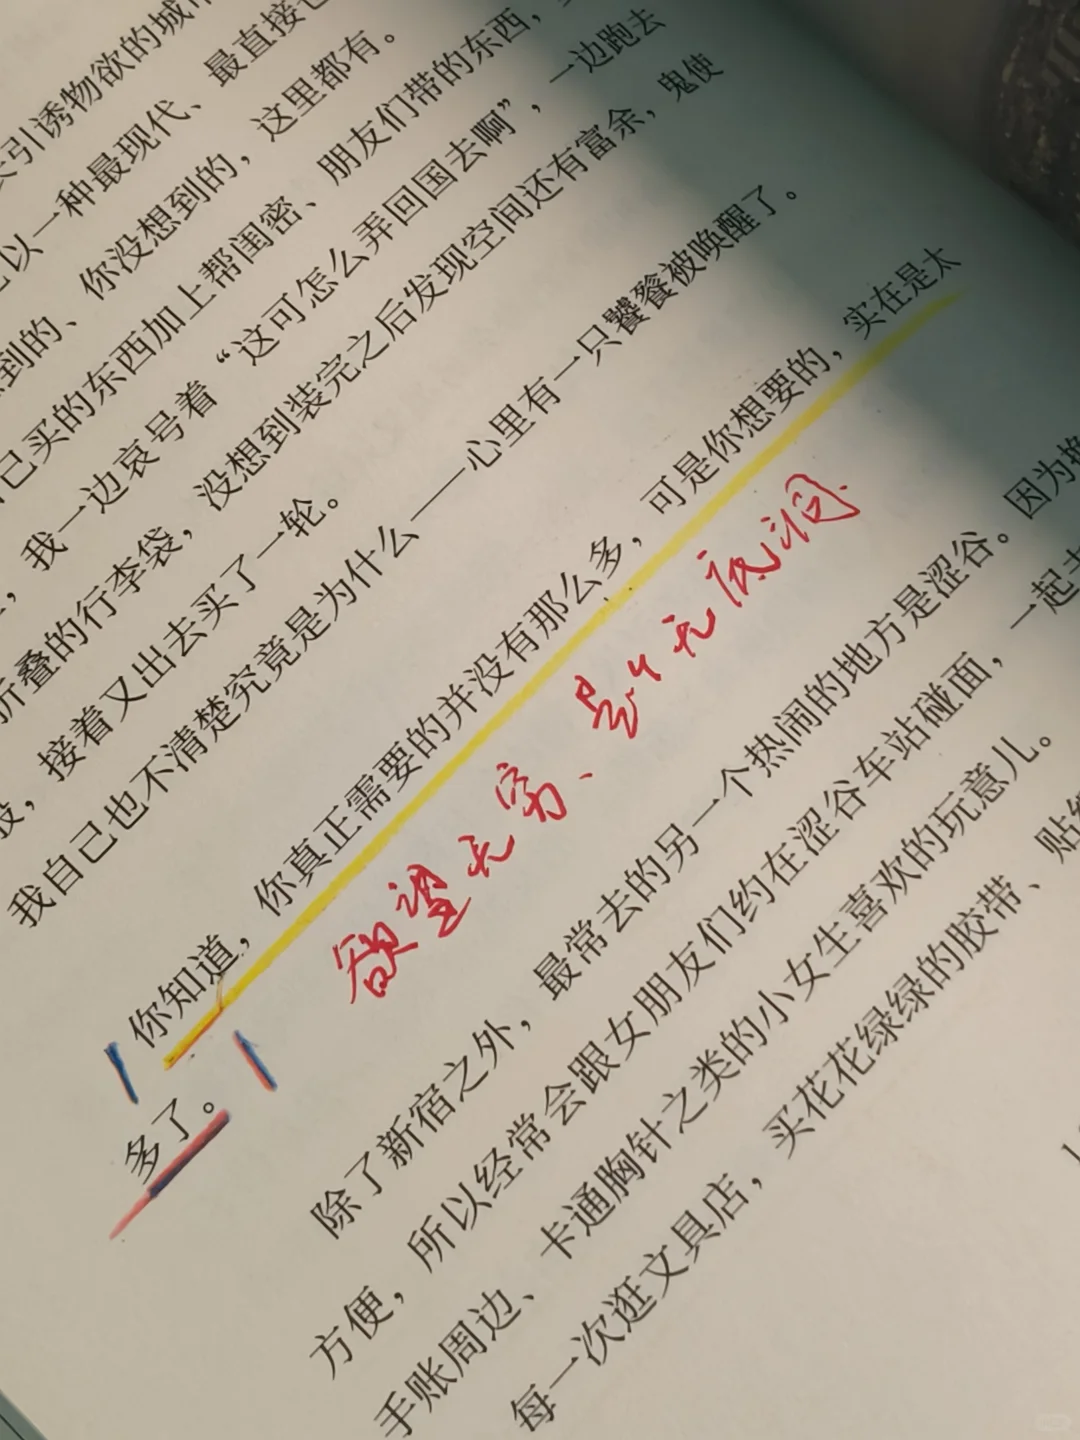 引诱物欲的城
以一种最现代、最直接
到的、你没想到的，这里都有。
己买的东西加上帮闺密、朋友们带的东西，
我一边哀号着“这可怎么弄回国去啊”，一边跑去
折叠的行李袋，没想到装完之后发现空间还有富余，鬼使
，接着又出去买了一轮。
我自己也不清楚究竟是为什么——心里有一只饕餮被唤醒了。
你知道，你真正需要的并没有那么多，可是你想要的，实在是太
多了。
欲望无穷、是个无底洞.
除了新宿之外，最常去的另一个热闹的地方是涩谷。因为换
方便，所以经常会跟女朋友们约在涩谷车站碰面，一起去
手账周边、卡通胸针之类的小女生喜欢的玩意儿。
每一次逛文具店，买花花绿绿的胶带、贴